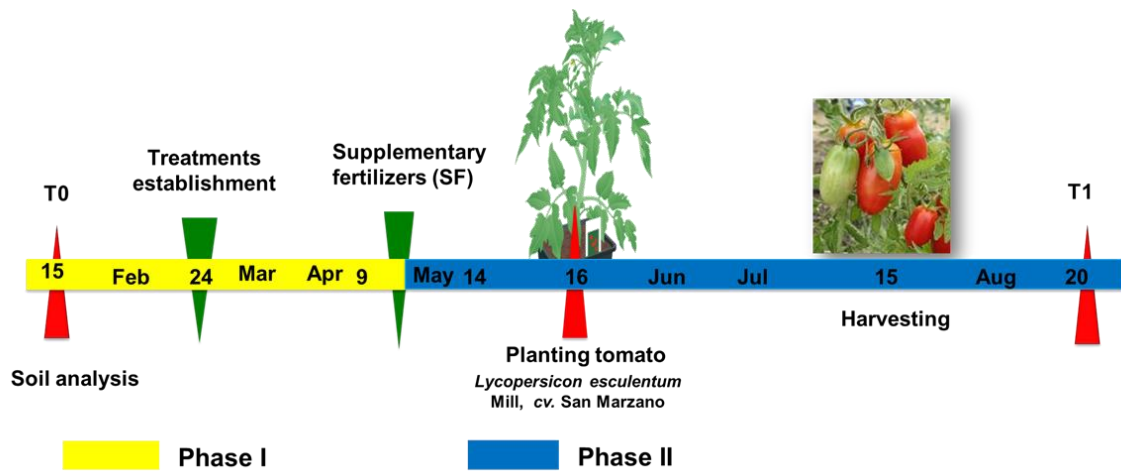 Treatments
establishment
Supplementary
fertilizers (SF)
T0
T1
15 Feb 24 Mar Apr 9 May 14 16 Jun Jul 15 Aug 20
Soil analysis
Planting tomato
Lycopersicon esculentum
Mill, cv. San Marzano
Harvesting
Phase I
Phase II